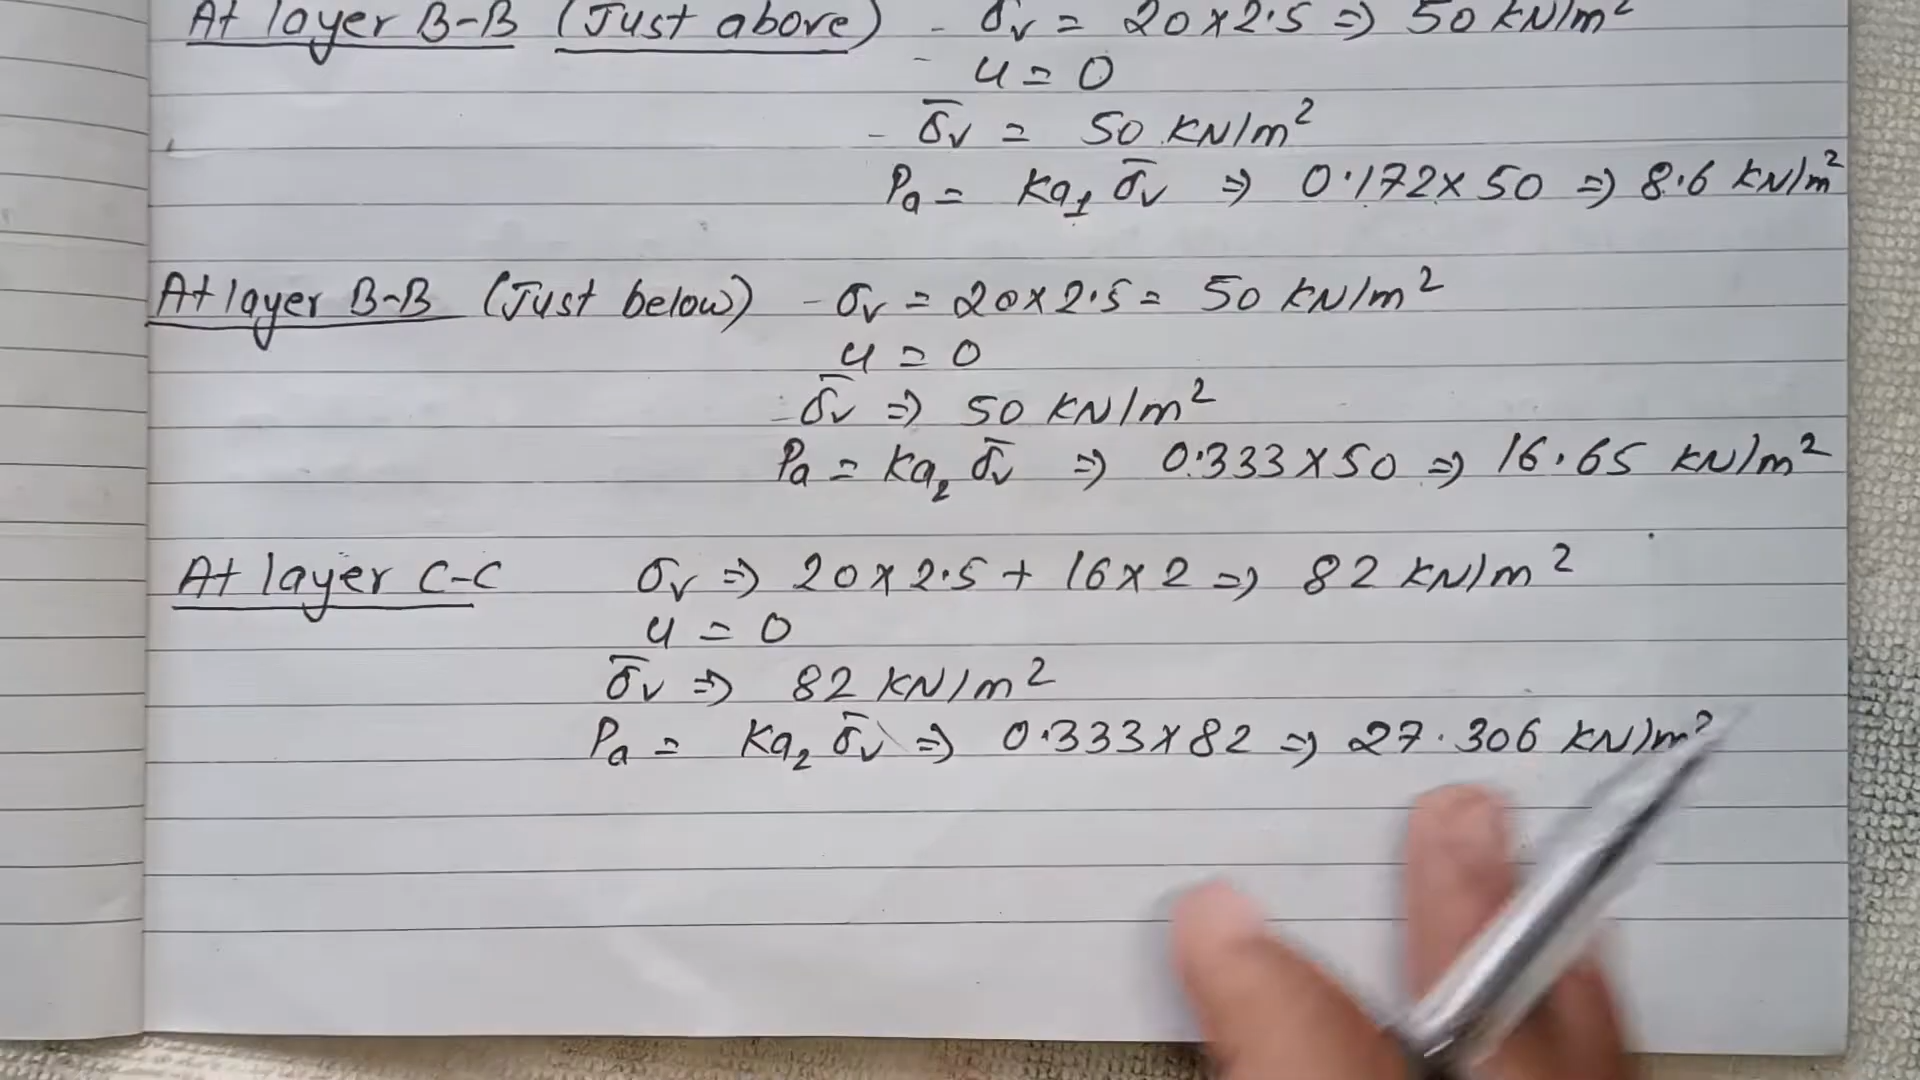 At layer B-B (Just above) - σv = 20×2.5 ⇒ 50 KN/m²
- u = 0
- σ̄v = 50 KN/m²
Pa = Ka₁ σ̄v ⇒ 0.172×50 ⇒ 8.6 KN/m²
At layer B-B (Just below) - σv = 20×2.5 = 50 KN/m²
u = 0
- σ̄v ⇒ 50 KN/m²
Pa = Ka₂ σ̄v ⇒ 0.333×50 ⇒ 16.65 KN/m²
At layer C-C σv ⇒ 20×2.5 + 16×2 ⇒ 82 KN/m²
u = 0
σ̄v ⇒ 82 KN/m²
Pa = Ka₂ σ̄v ⇒ 0.333×82 ⇒ 27.306 KN/m²